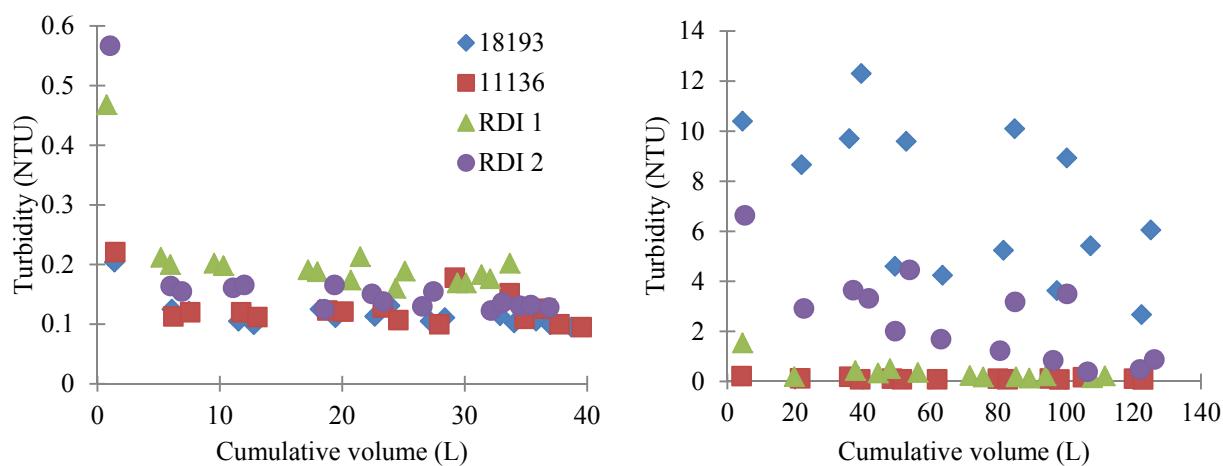 0.6
0.5
0.4
0.3
0.2
0.1
0
Turbidity (NTU)
0 10 20 30 40
Cumulative volume (L)
18193
11136
RDI 1
RDI 2
14
12
10
8
6
4
2
0
Turbidity (NTU)
0 20 40 60 80 100 120 140
Cumulative volume (L)